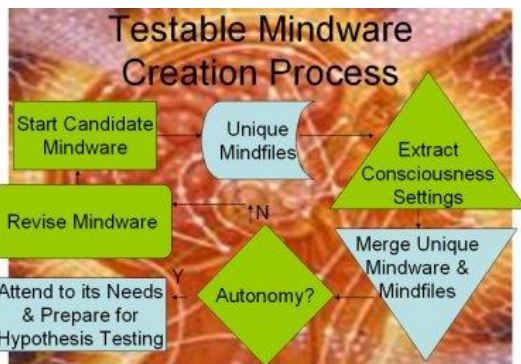 Testable Mindware
Creation Process
Start Candidate
Mindware
Unique
Mindfiles
Extract
Consciousness
Settings
Revise Mindware
N
Merge Unique
Mindware &
Mindfiles
Autonomy?
Y
Attend to its Needs
& Prepare for
Hypothesis Testing